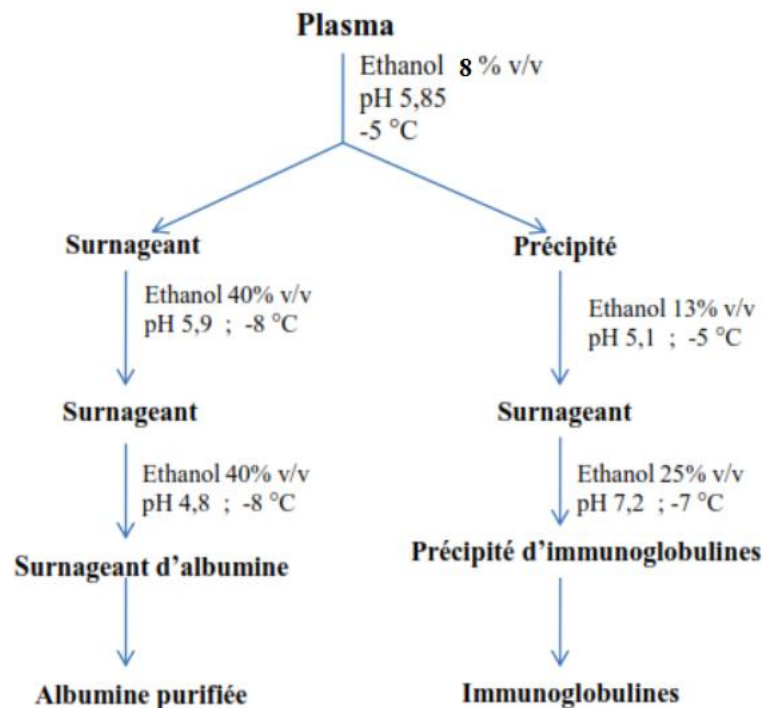 Plasma
Ethanol 8 % v/v
pH 5,85
-5 °C
Surnageant
Précipité
Ethanol 40% v/v
pH 5,9 ; -8 °C
Ethanol 13% v/v
pH 5,1 ; -5 °C
Surnageant
Surnageant
Ethanol 40% v/v
pH 4,8 ; -8 °C
Ethanol 25% v/v
pH 7,2 ; -7 °C
Surnageant d'albumine
Précipité d'immunoglobulines
Albumine purifiée
Immunoglobulines